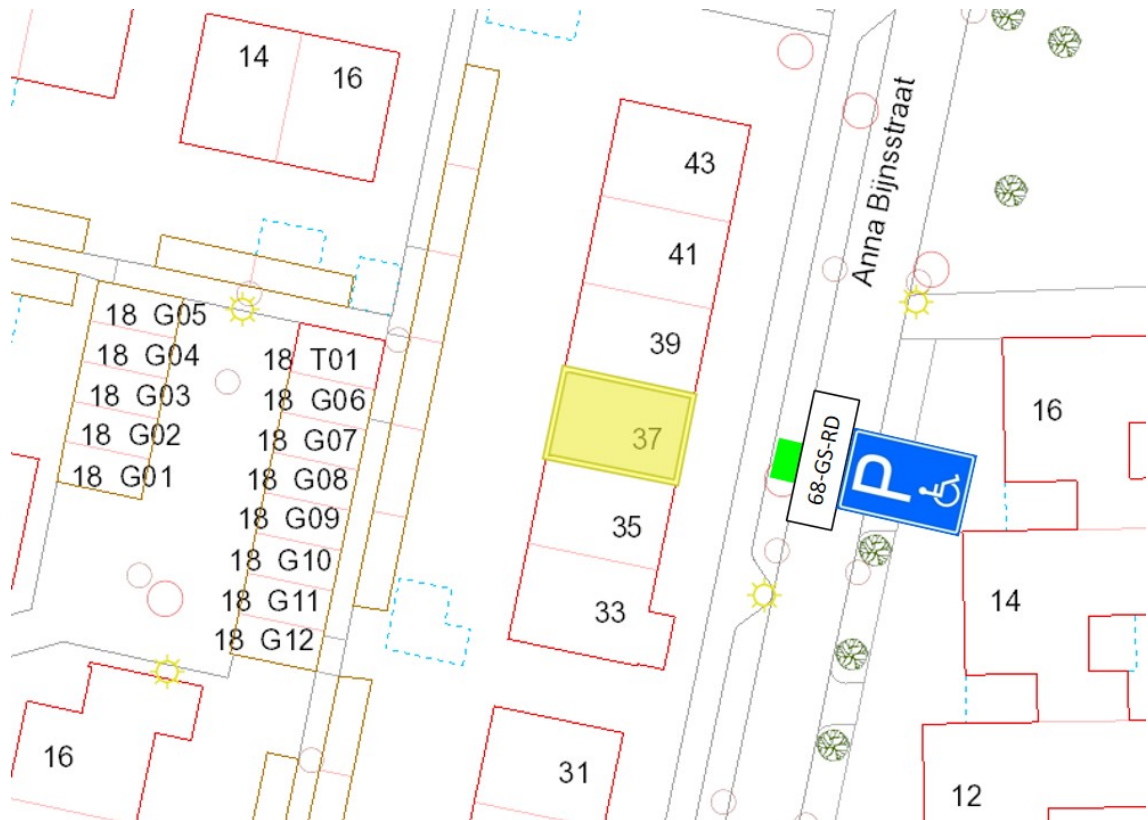 14
16
43
41
39
37
35
33
31
Anna Bijnsstraat
68-GS-RD
P
18 G05
18 G04
18 G03
18 G02
18 G01
18 T01
18 G06
18 G07
18 G08
18 G09
18 G10
18 G11
18 G12
16
16
14
12